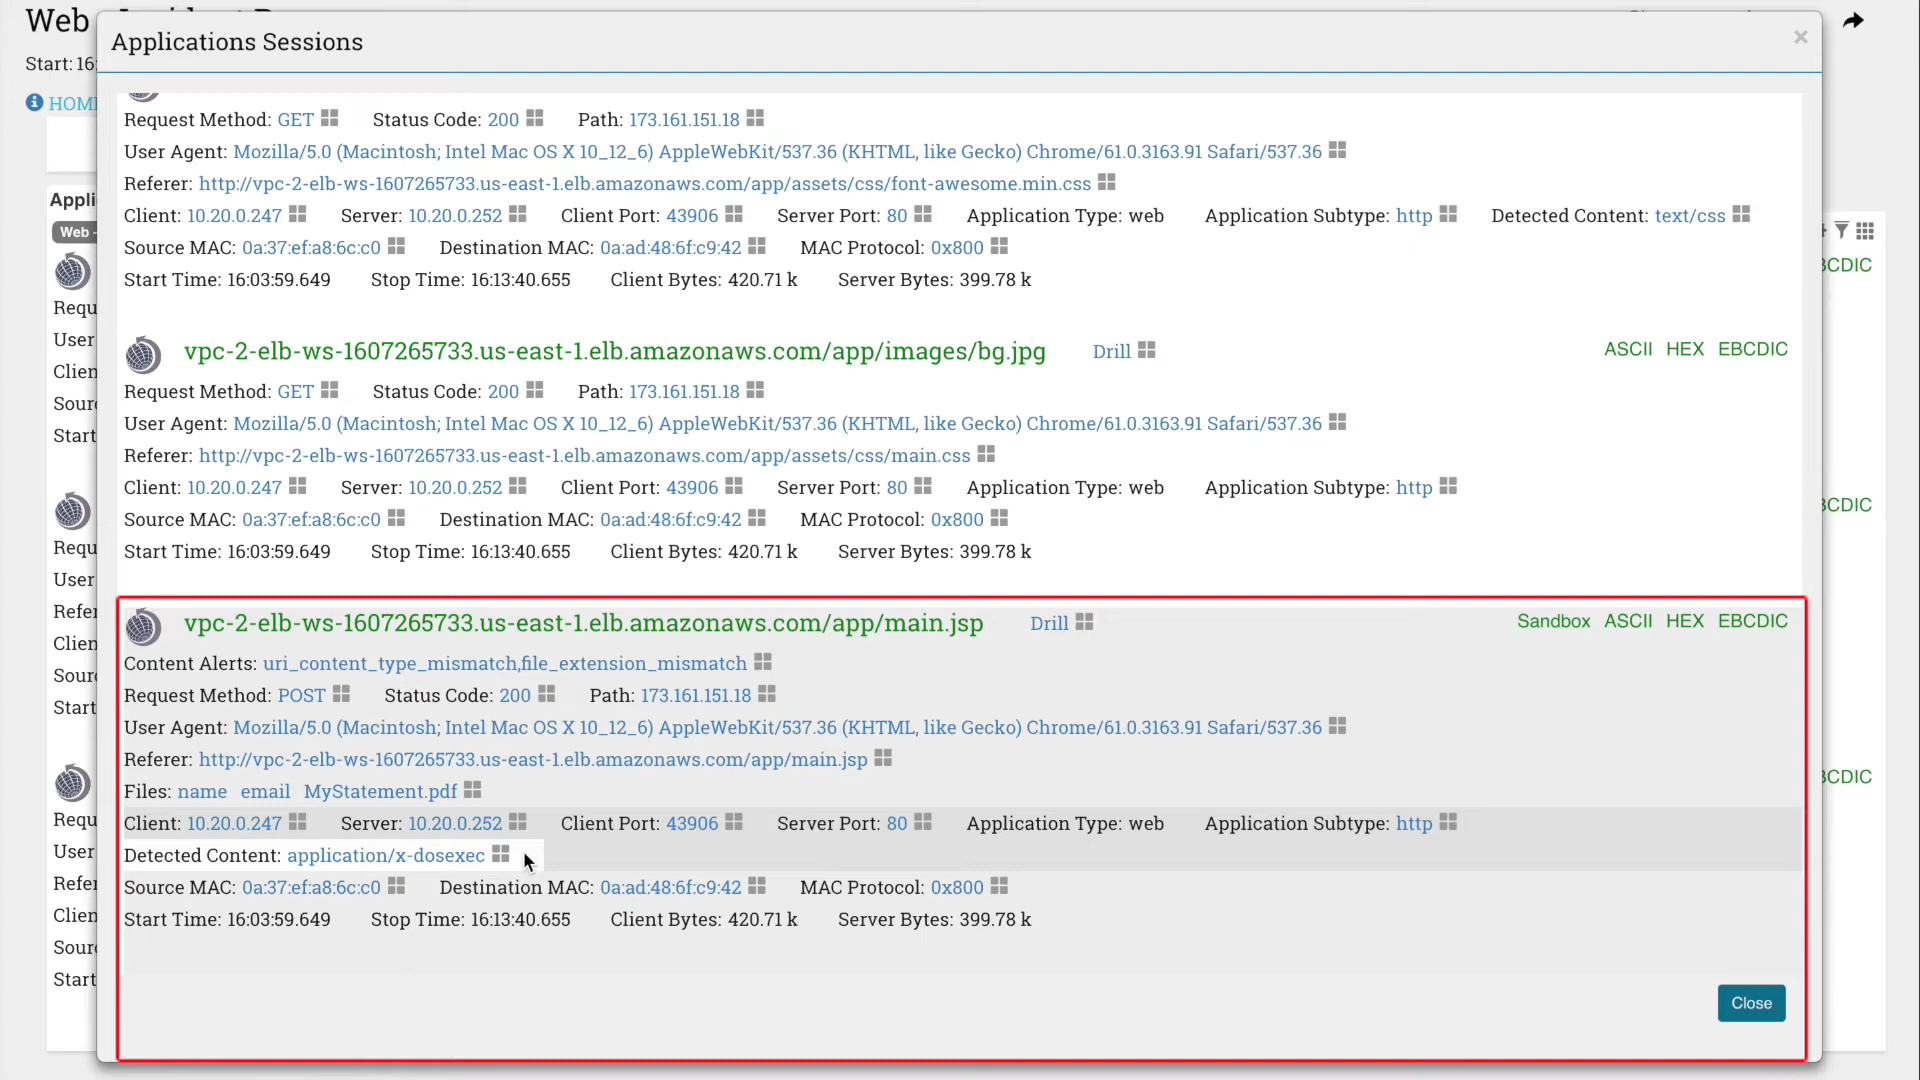 Web
Applications Sessions
×
Start: 16
HOM
Request Method: GET Status Code: 200 Path: 173.161.151.18
User Agent: Mozilla/5.0 (Macintosh; Intel Mac OS X 10_12_6) AppleWebKit/537.36 (KHTML, like Gecko) Chrome/61.0.3163.91 Safari/537.36
Referer: http://vpc-2-elb-ws-1607265733.us-east-1.elb.amazonaws.com/app/assets/css/font-awesome.min.css
Client: 10.20.0.247 Server: 10.20.0.252 Client Port: 43906 Server Port: 80 Application Type: web Application Subtype: http Detected Content: text/css
Source MAC: 0a:37:ef:a8:6c:c0 Destination MAC: 0a:ad:48:6f:c9:42 MAC Protocol: 0x800
Start Time: 16:03:59.649 Stop Time: 16:13:40.655 Client Bytes: 420.71 k Server Bytes: 399.78 k
vpc-2-elb-ws-1607265733.us-east-1.elb.amazonaws.com/app/images/bg.jpg Drill ASCII HEX EBCDIC
Request Method: GET Status Code: 200 Path: 173.161.151.18
User Agent: Mozilla/5.0 (Macintosh; Intel Mac OS X 10_12_6) AppleWebKit/537.36 (KHTML, like Gecko) Chrome/61.0.3163.91 Safari/537.36
Referer: http://vpc-2-elb-ws-1607265733.us-east-1.elb.amazonaws.com/app/assets/css/main.css
Client: 10.20.0.247 Server: 10.20.0.252 Client Port: 43906 Server Port: 80 Application Type: web Application Subtype: http
Source MAC: 0a:37:ef:a8:6c:c0 Destination MAC: 0a:ad:48:6f:c9:42 MAC Protocol: 0x800
Start Time: 16:03:59.649 Stop Time: 16:13:40.655 Client Bytes: 420.71 k Server Bytes: 399.78 k
vpc-2-elb-ws-1607265733.us-east-1.elb.amazonaws.com/app/main.jsp Drill Sandbox ASCII HEX EBCDIC
Content Alerts: uri_content_type_mismatch,file_extension_mismatch
Request Method: POST Status Code: 200 Path: 173.161.151.18
User Agent: Mozilla/5.0 (Macintosh; Intel Mac OS X 10_12_6) AppleWebKit/537.36 (KHTML, like Gecko) Chrome/61.0.3163.91 Safari/537.36
Referer: http://vpc-2-elb-ws-1607265733.us-east-1.elb.amazonaws.com/app/main.jsp
Files: name email MyStatement.pdf
Client: 10.20.0.247 Server: 10.20.0.252 Client Port: 43906 Server Port: 80 Application Type: web Application Subtype: http
Detected Content: application/x-dosexec
Source MAC: 0a:37:ef:a8:6c:c0 Destination MAC: 0a:ad:48:6f:c9:42 MAC Protocol: 0x800
Start Time: 16:03:59.649 Stop Time: 16:13:40.655 Client Bytes: 420.71 k Server Bytes: 399.78 k
Close
Appli
Web -
Requ
User
Clien
Sour
Start
Requ
User
Refer
Clien
Sour
Start
Requ
User
Refer
Clien
Sour
Start
BCDIC
BCDIC
BCDIC